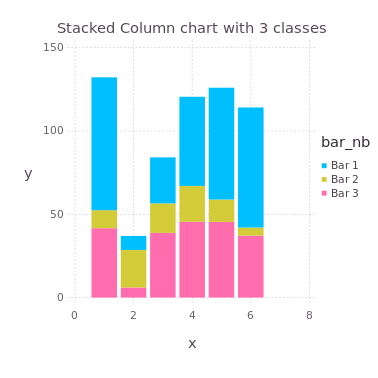 Stacked Column chart with 3 classes
150
100
50
0
y
0 2 4 6 8
x
bar_nb
Bar 1
Bar 2
Bar 3